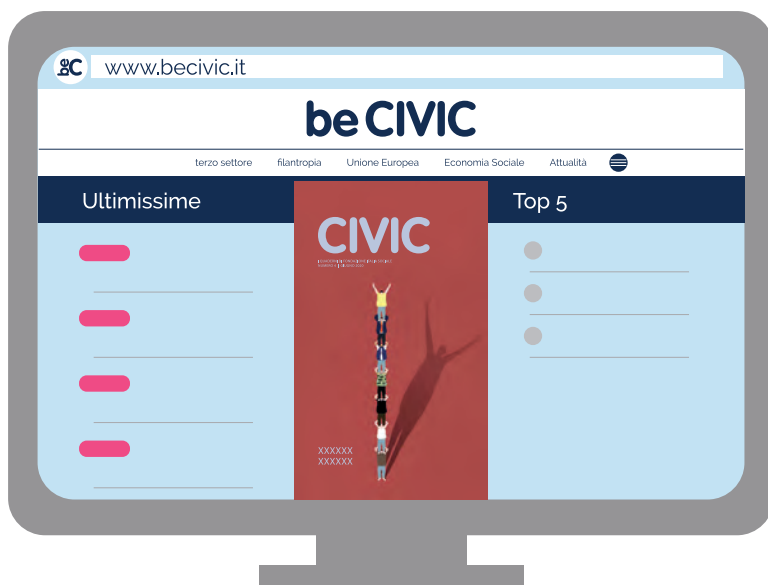 be C
www.becivic.it
be CIVIC
terzo settore filantropia Unione Europea Economia Sociale Attualità
Ultimissime
Top 5
CIVIC
XXXXXX
XXXXXX